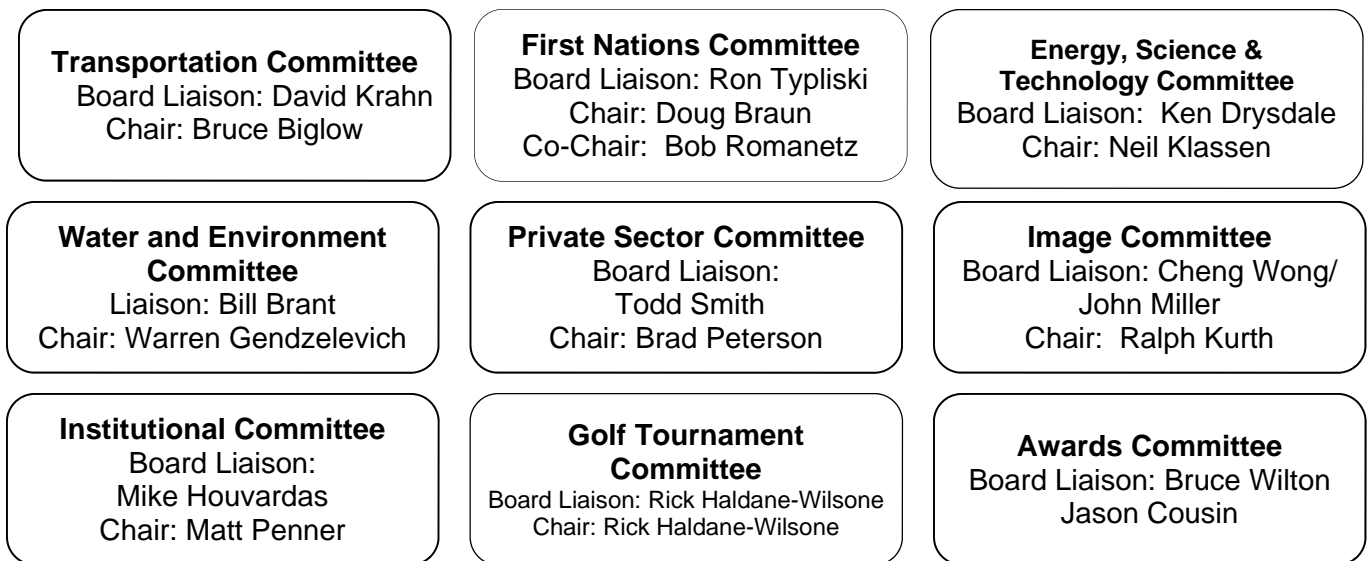 Transportation Committee
Board Liaison: David Krahn
Chair: Bruce Biglow
First Nations Committee
Board Liaison: Ron Typliski
Chair: Doug Braun
Co-Chair: Bob Romanetz
Energy, Science &
Technology Committee
Board Liaison: Ken Drysdale
Chair: Neil Klassen
Water and Environment
Committee
Liaison: Bill Brant
Chair: Warren Gendzelevich
Private Sector Committee
Board Liaison:
Todd Smith
Chair: Brad Peterson
Image Committee
Board Liaison: Cheng Wong/
John Miller
Chair: Ralph Kurth
Institutional Committee
Board Liaison:
Mike Houvardas
Chair: Matt Penner
Golf Tournament
Committee
Board Liaison: Rick Haldane-Wilsone
Chair: Rick Haldane-Wilsone
Awards Committee
Board Liaison: Bruce Wilton
Jason Cousin